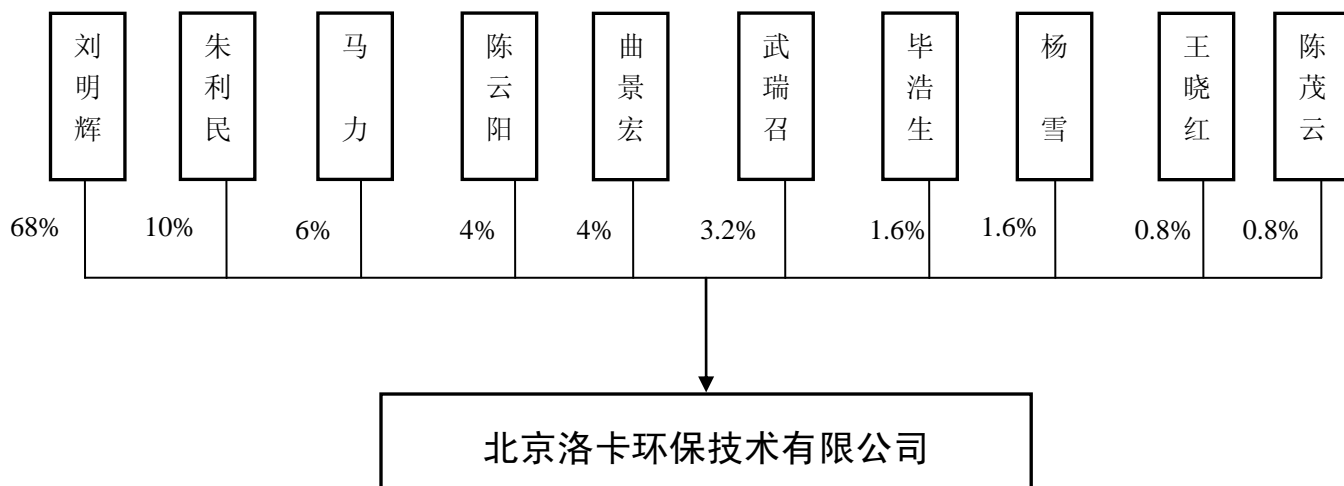 刘明辉
朱利民
马力
陈云阳
曲景宏
武瑞召
毕浩生
杨雪
王晓红
陈茂云
68%
10%
6%
4%
4%
3.2%
1.6%
1.6%
0.8%
0.8%
北京洛卡环保技术有限公司